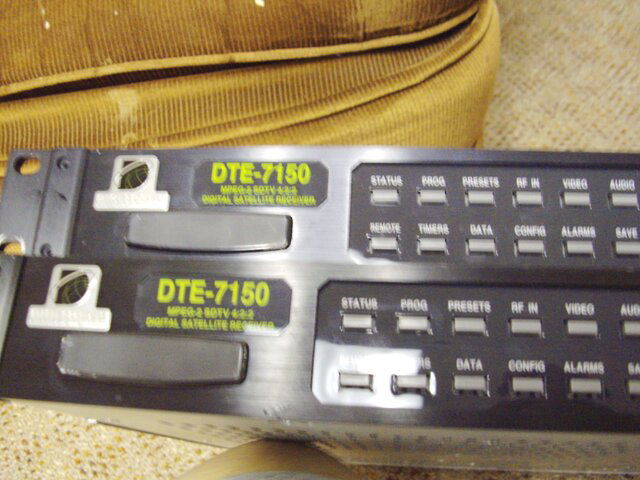 DTE-7150
MPEG-2 SDTV 4:2:2
DIGITAL SATELLITE RECEIVER
STATUS PROG PRESETS RF IN VIDEO AUDIO
REMOTE TIMERS DATA CONFIG ALARMS SAVE
DTE-7150
MPEG-2 SDTV 4:2:2
DIGITAL SATELLITE RECEIVER
STATUS PROG PRESETS RF IN VIDEO AUD
DATA CONFIG ALARMS SA